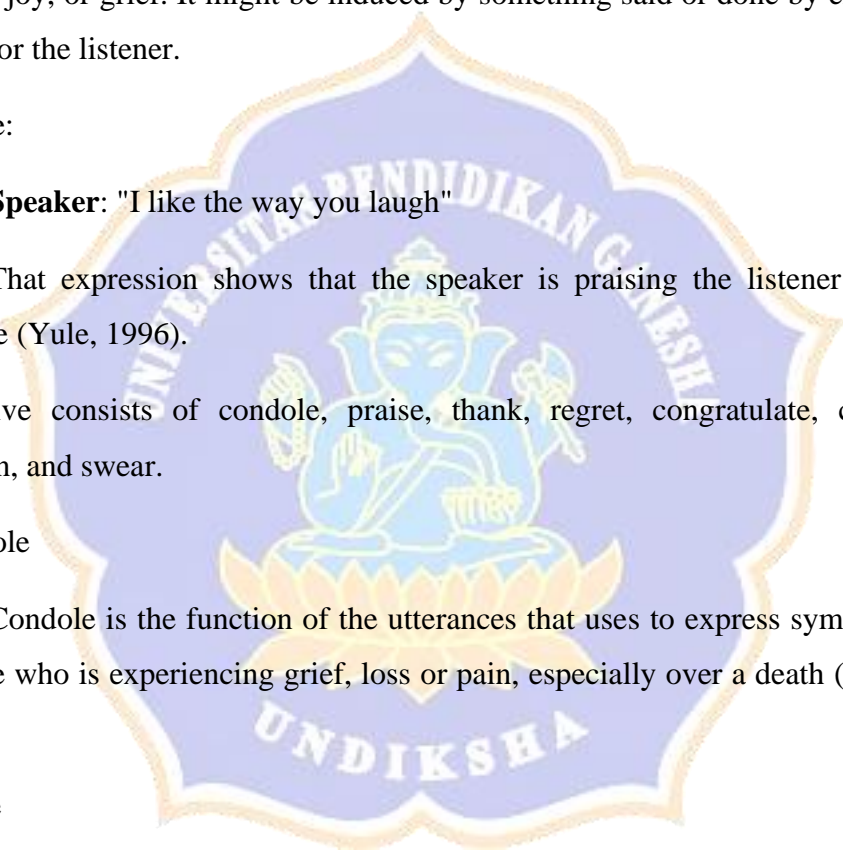 joy, or grief. It might be induced by something said or done by
or the listener.
Speaker: "I like the way you laugh"
That expression shows that the speaker is praising the listener
(Yule, 1996).
consists of condole, praise, thank, regret, congratulate,
and swear.
Condole is the function of the utterances that uses to express
who is experiencing grief, loss or pain, especially over a death (
UNIVERSITAS PENDIDIKAN GANESHA
UNDIKSHA